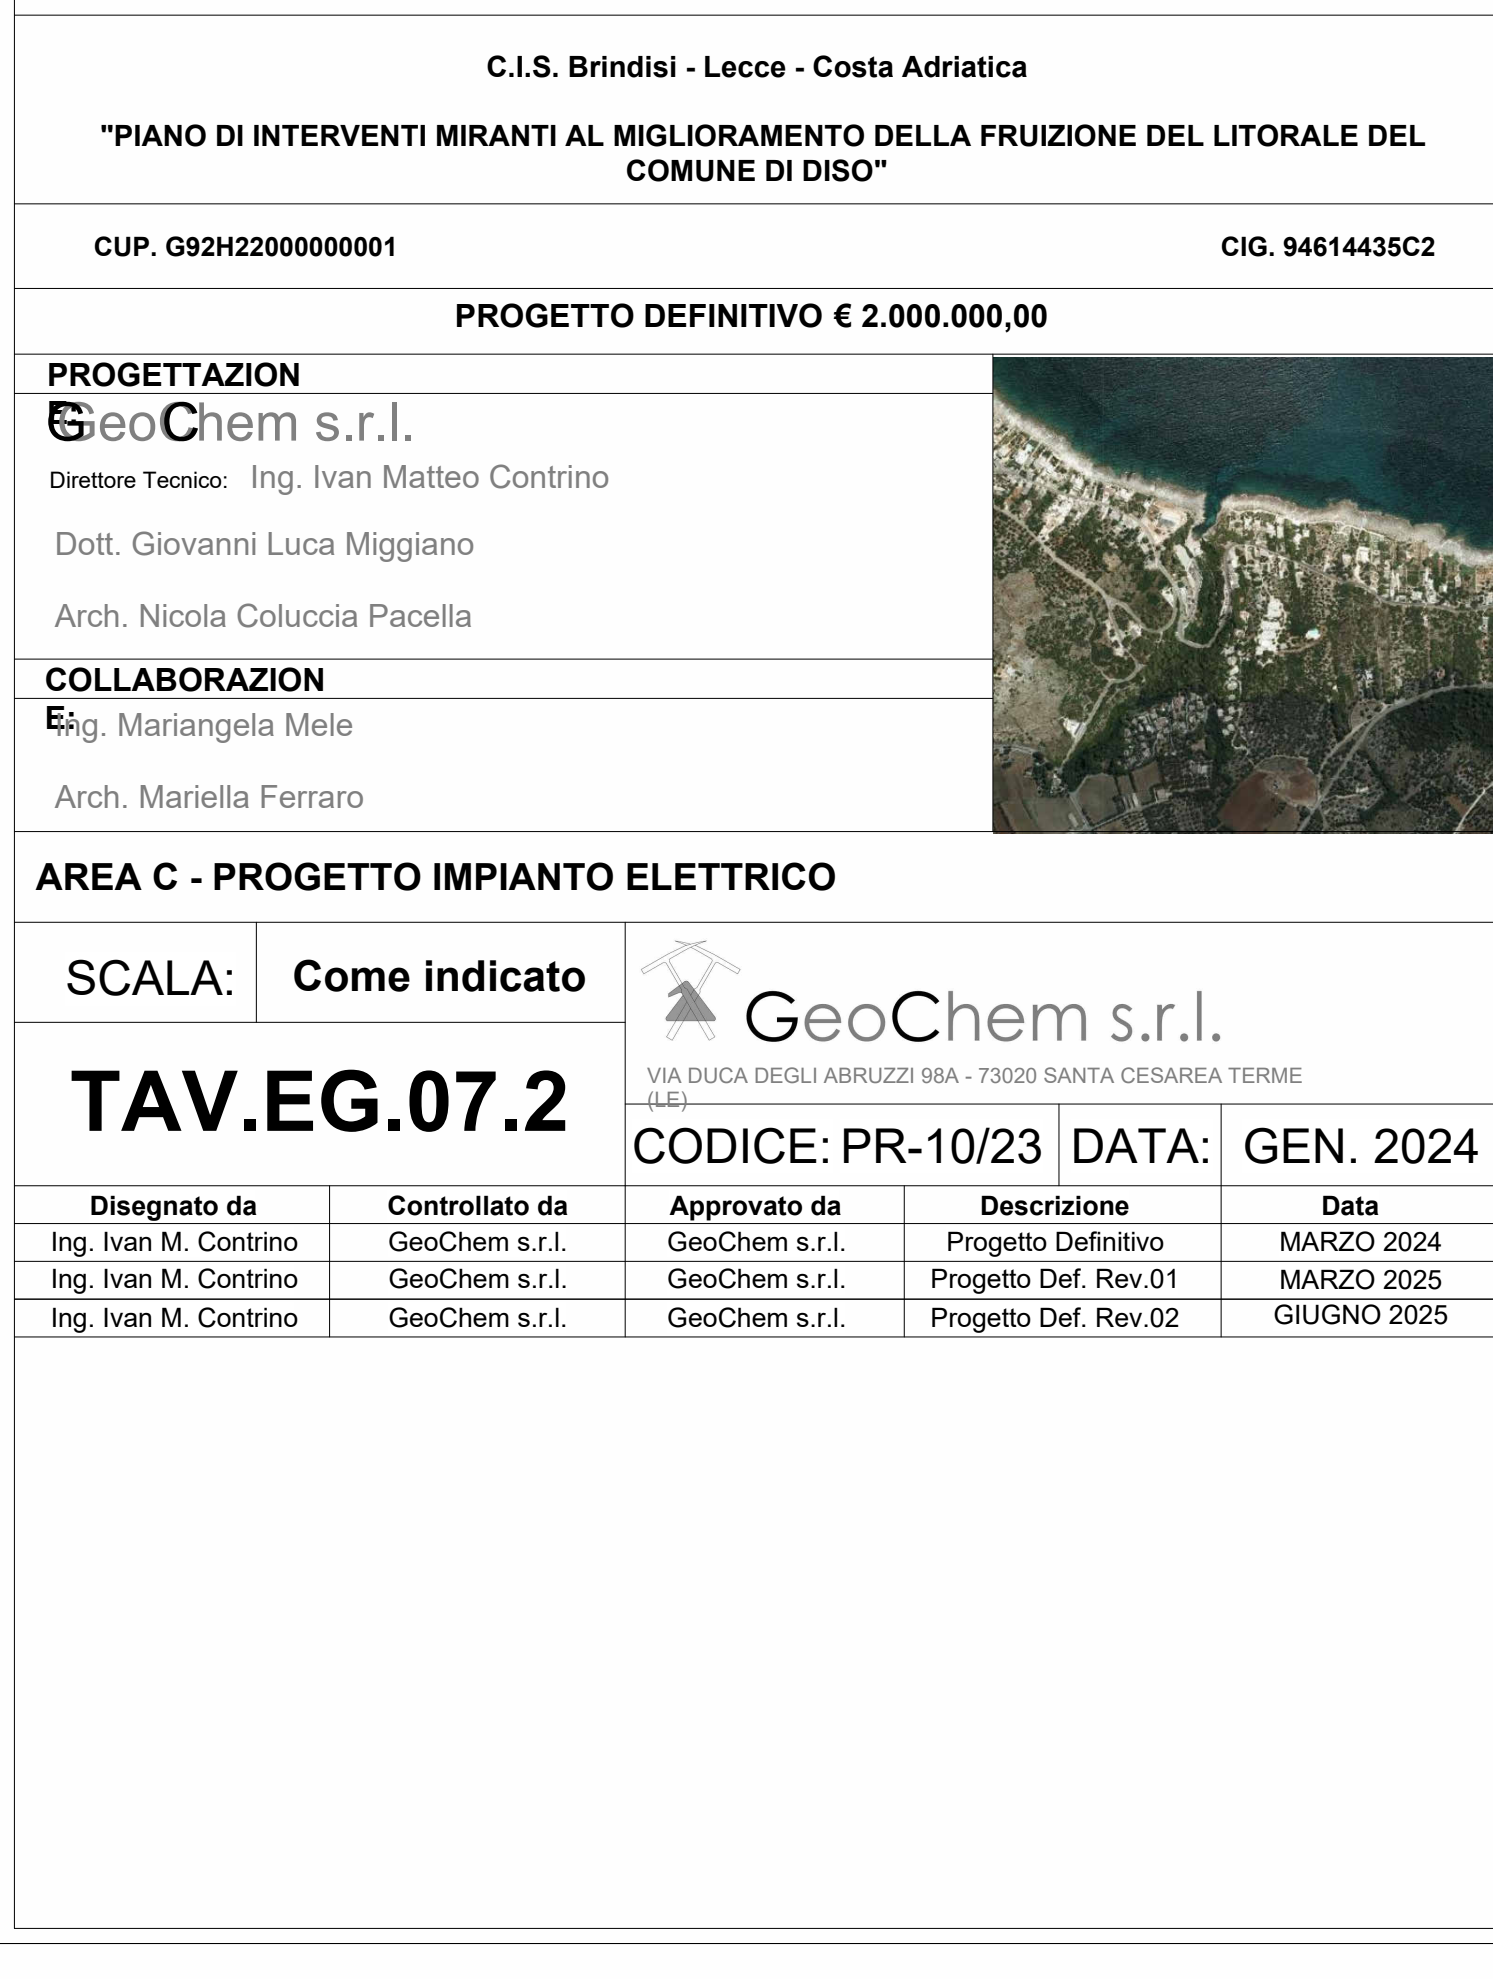 C.I.S. Brindisi - Lecce - Costa Adriatica
"PIANO DI INTERVENTI MIRANTI AL MIGLIORAMENTO DELLA FRUIZIONE DEL LITORALE DEL
COMUNE DI DISO"
CUP. G92H22000000001 CIG. 94614435C2
PROGETTO DEFINITIVO € 2.000.000,00
PROGETTAZION
E:
GeoChem s.r.l.
Direttore Tecnico: Ing. Ivan Matteo Contrino
Dott. Giovanni Luca Miggiano
Arch. Nicola Coluccia Pacella
COLLABORAZION
E:
Ing. Mariangela Mele
Arch. Mariella Ferraro
AREA C - PROGETTO IMPIANTO ELETTRICO
SCALA: Come indicato
GeoChem s.r.l.
VIA DUCA DEGLI ABRUZZI 98A - 73020 SANTA CESAREA TERME
(LE)
TAV.EG.07.2
CODICE: PR-10/23 DATA: GEN. 2024
Disegnato da Controllato da Approvato da Descrizione Data
Ing. Ivan M. Contrino GeoChem s.r.l. GeoChem s.r.l. Progetto Definitivo MARZO 2024
Ing. Ivan M. Contrino GeoChem s.r.l. GeoChem s.r.l. Progetto Def. Rev.01 MARZO 2025
Ing. Ivan M. Contrino GeoChem s.r.l. GeoChem s.r.l. Progetto Def. Rev.02 GIUGNO 2025